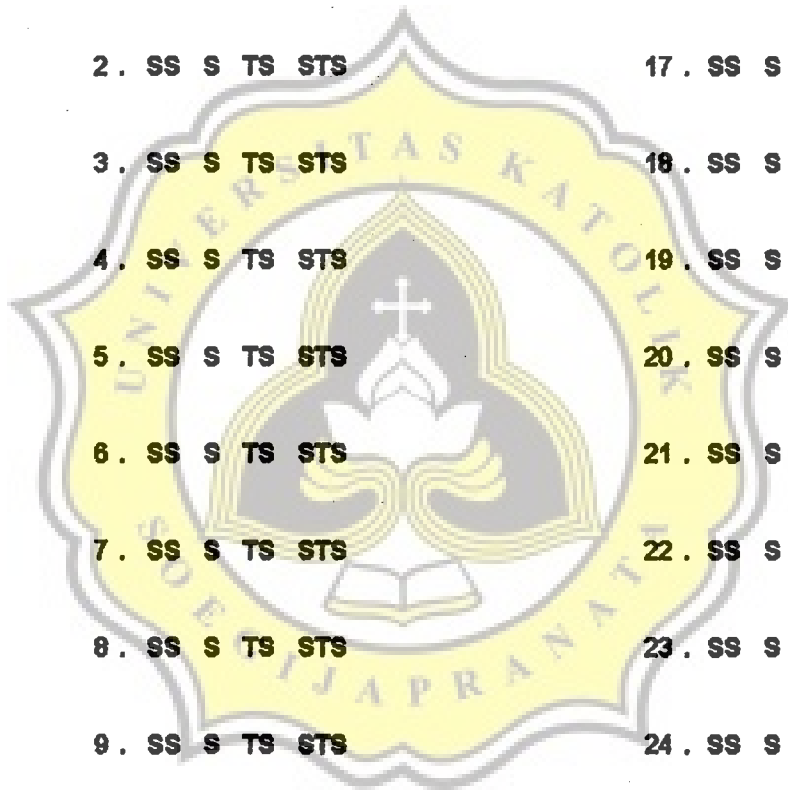 2 . SS S TS STS 17 . SS S
3 . SS S TS STS 18 . SS S
4 . SS S TS STS 19 . SS S
5 . SS S TS STS 20 . SS S
6 . SS S TS STS 21 . SS S
7 . SS S TS STS 22 . SS S
8 . SS S TS STS 23 . SS S
9 . SS S TS STS 24 . SS S
UNIVERSITAS KATOLIK
SOEGIJAPRANATA